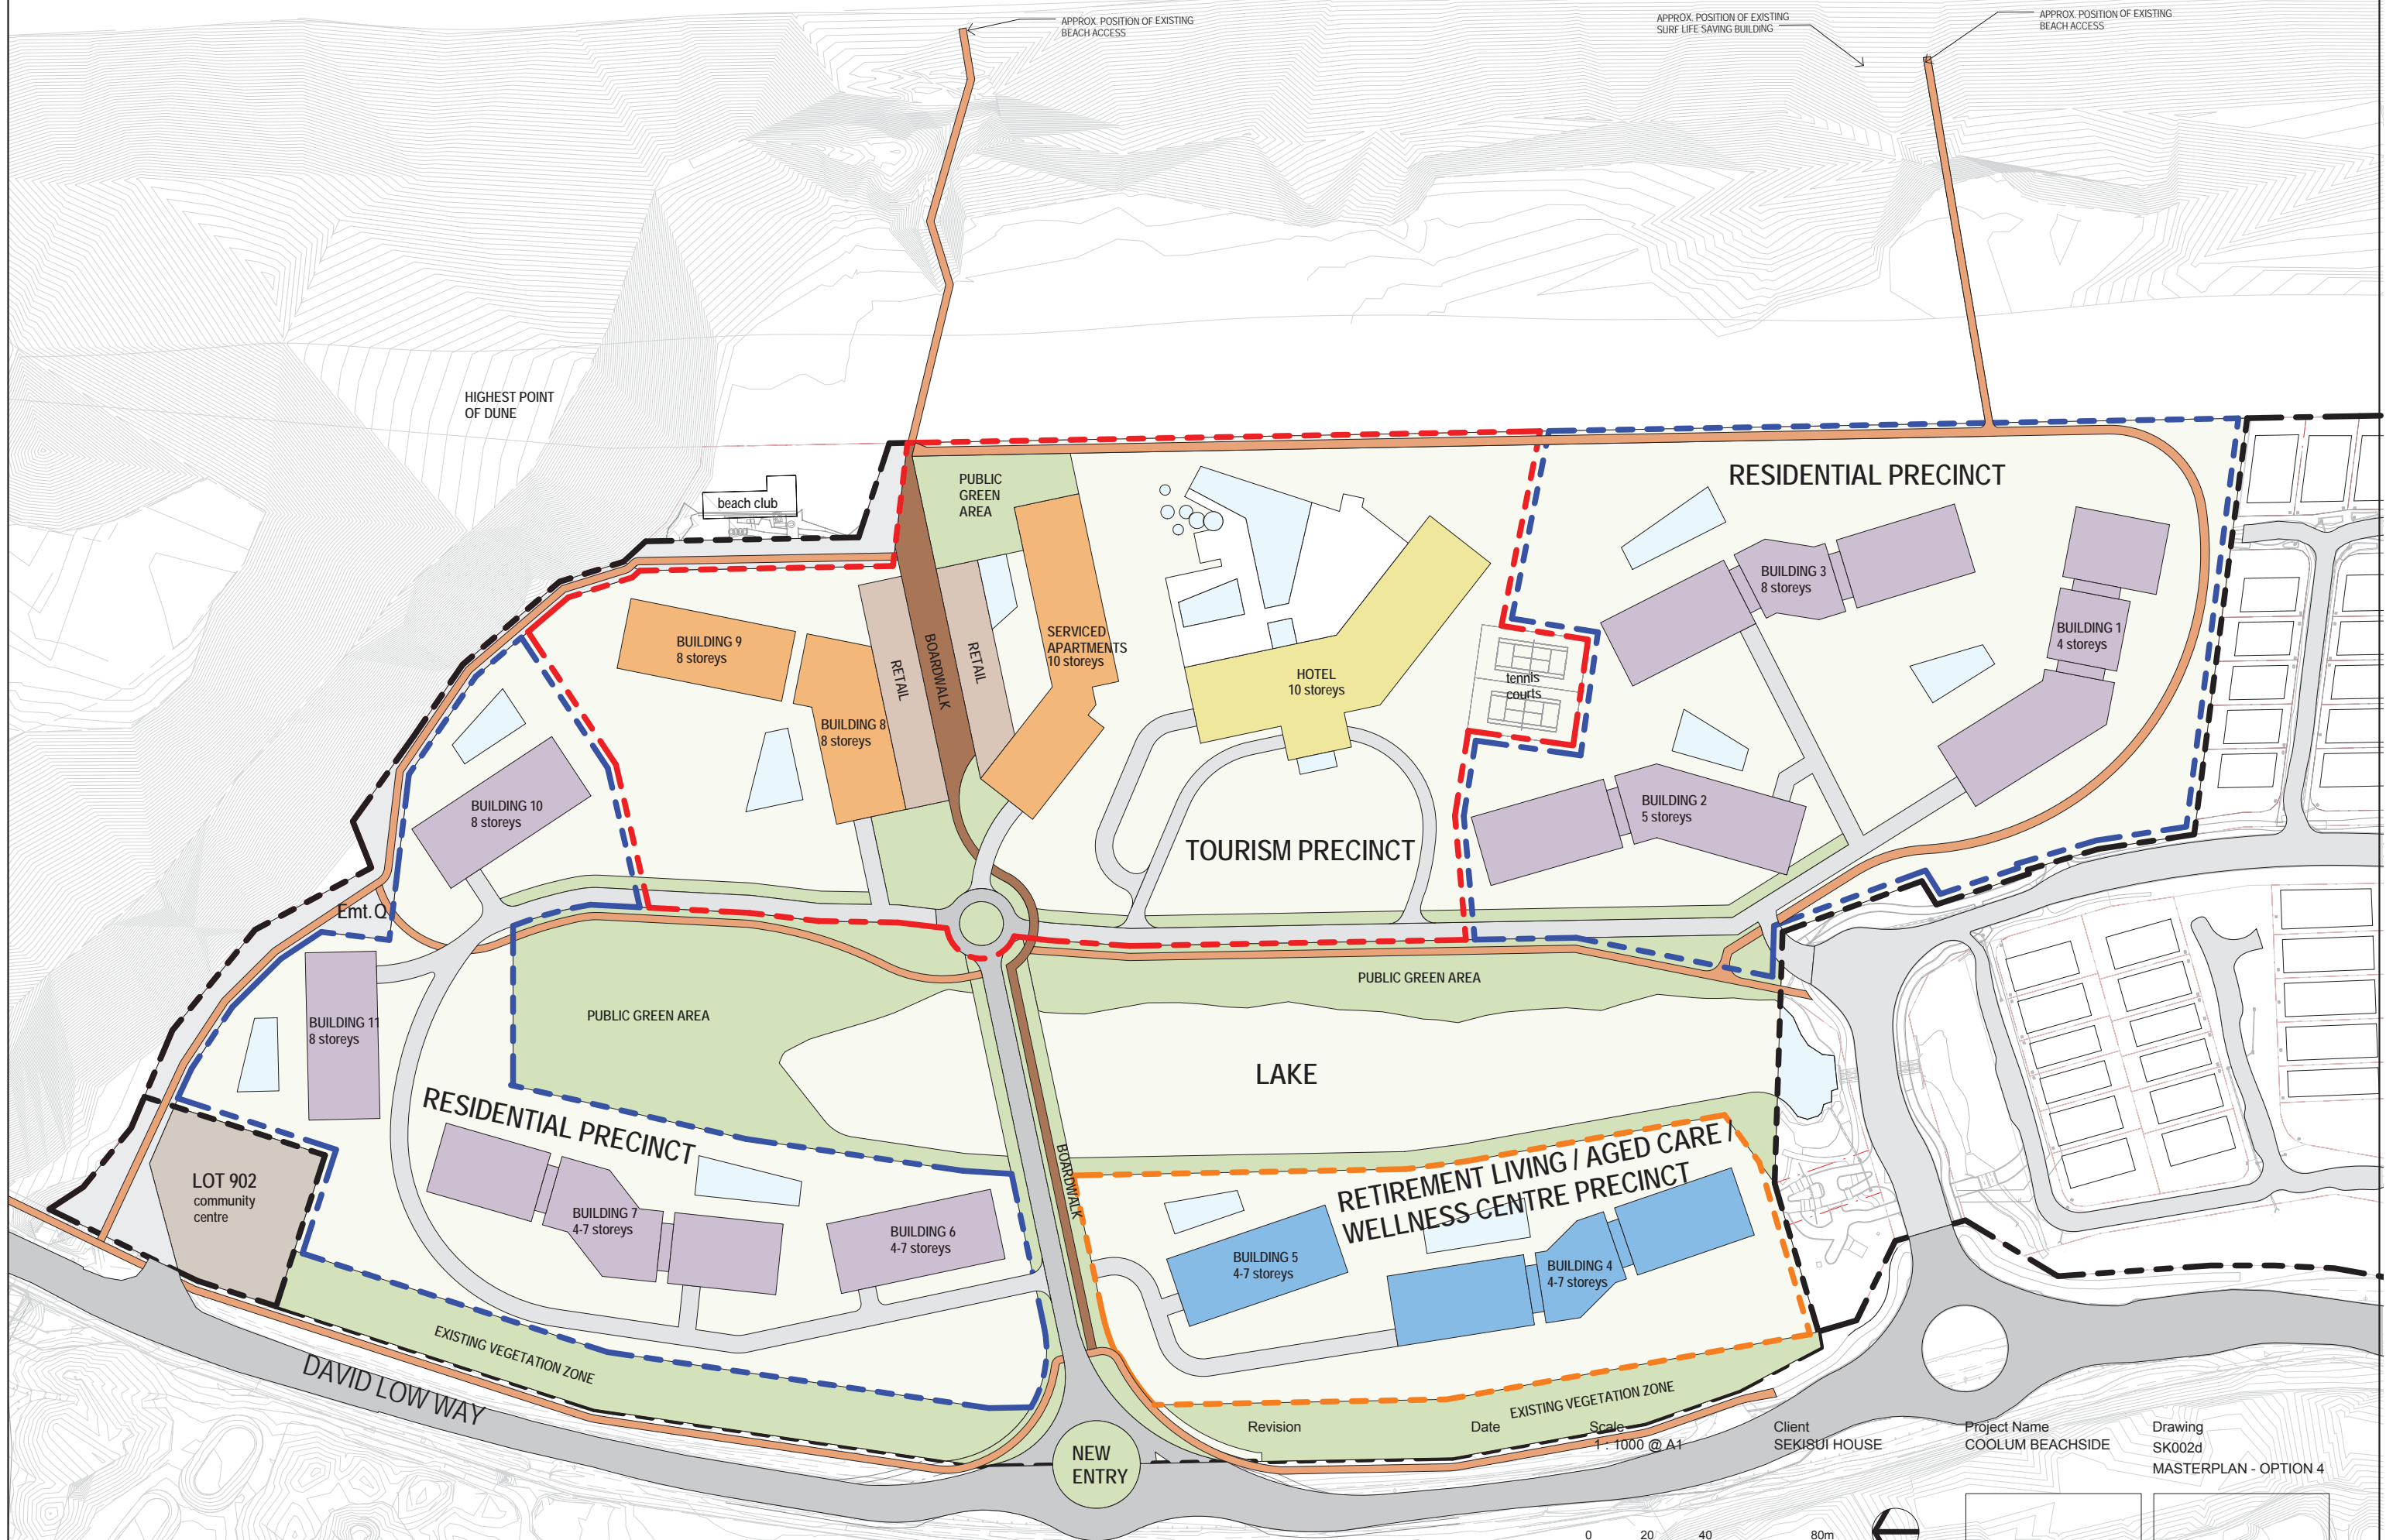 APPROX. POSITION OF EXISTING
BEACH ACCESS
APPROX. POSITION OF EXISTING
SURF LIFE SAVING BUILDING
APPROX. POSITION OF EXISTING
BEACH ACCESS
HIGHEST POINT
OF DUNE
beach club
PUBLIC
GREEN
AREA
RESIDENTIAL PRECINCT
BUILDING 3
8 storeys
BUILDING 1
4 storeys
BUILDING 9
8 storeys
BUILDING 8
8 storeys
RETAIL
BOARDWALK
RETAIL
SERVICED
APARTMENTS
10 storeys
HOTEL
10 storeys
tennis
courts
BUILDING 10
8 storeys
BUILDING 2
5 storeys
TOURISM PRECINCT
Emt. Q
PUBLIC GREEN AREA
PUBLIC GREEN AREA
BUILDING 11
8 storeys
LAKE
RESIDENTIAL PRECINCT
BOARDWALK
RETIREMENT LIVING / AGED CARE /
WELLNESS CENTRE PRECINCT
LOT 902
community
centre
BUILDING 7
4-7 storeys
BUILDING 6
4-7 storeys
BUILDING 5
4-7 storeys
BUILDING 4
4-7 storeys
EXISTING VEGETATION ZONE
DAVID LOW WAY
EXISTING VEGETATION ZONE
NEW
ENTRY
Revision
Date
Scale
1 : 1000 @ A1
Client
SEKISUI HOUSE
Project Name
COOLUM BEACHSIDE
Drawing
SK002d
MASTERPLAN - OPTION 4
0 20 40 80m